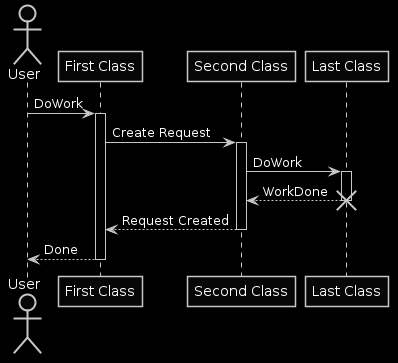 User
First Class
Second Class
Last Class
DoWork
Create Request
DoWork
WorkDone
Request Created
Done
User
First Class
Second Class
Last Class